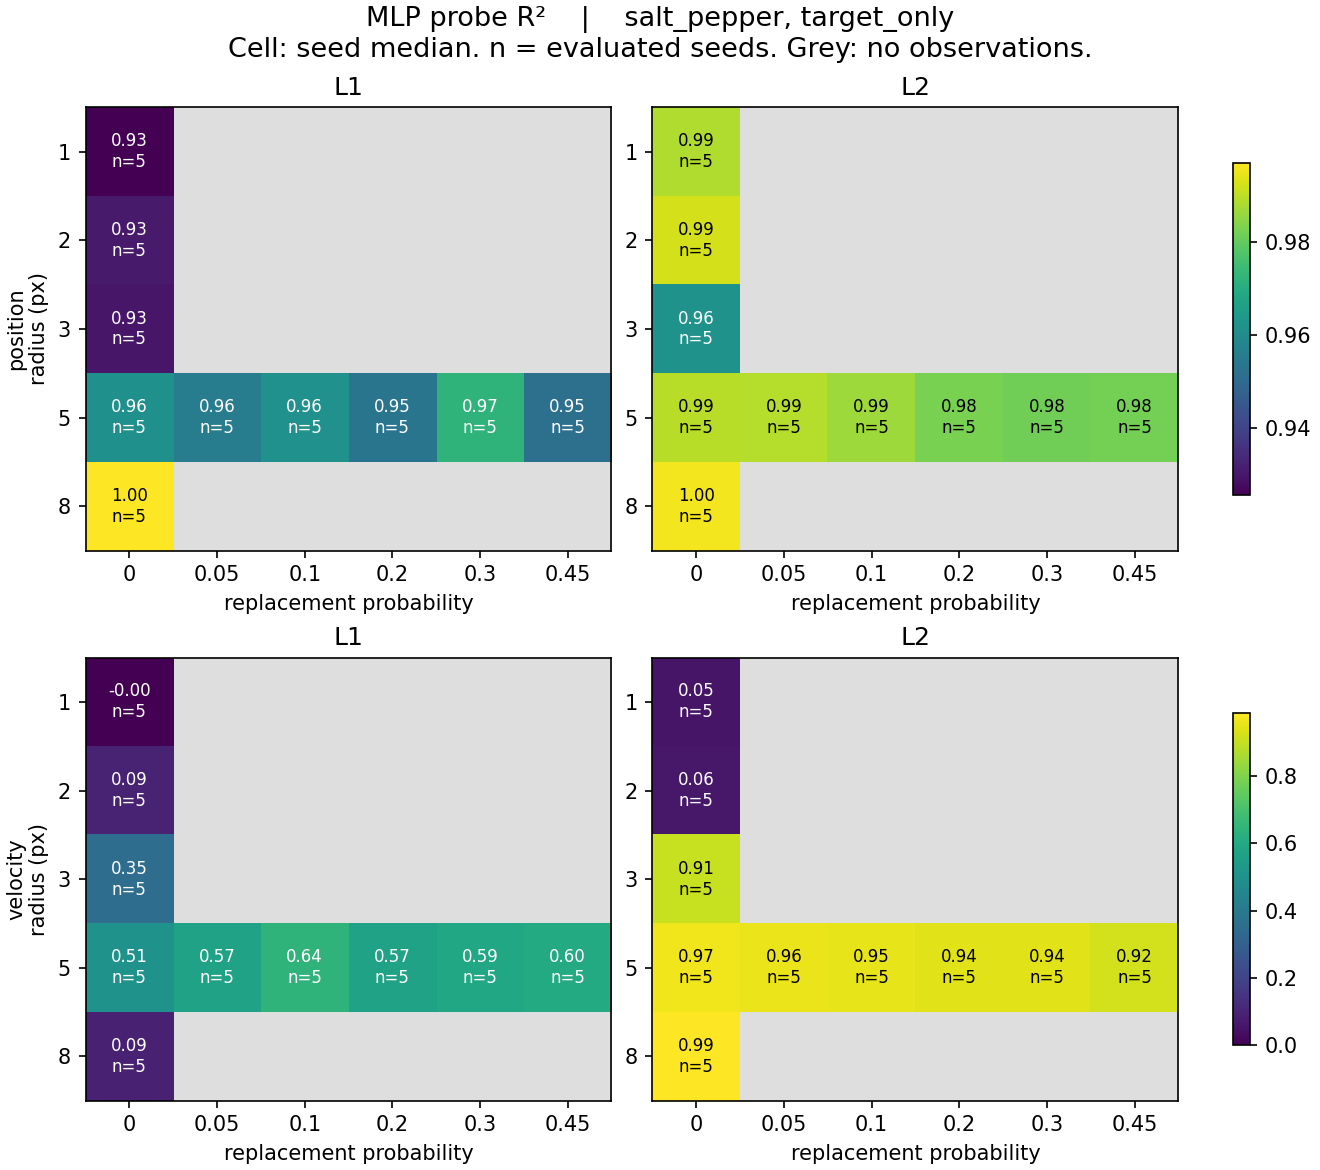 MLP probe R² | salt_pepper, target_only
Cell: seed median. n = evaluated seeds. Grey: no observations.
L1
L2
position
radius (px)
1
2
3
5
8
0.93
n=5
0.93
n=5
0.93
n=5
0.96 0.96 0.96 0.95 0.97 0.95
n=5 n=5 n=5 n=5 n=5 n=5
1.00
n=5
0 0.05 0.1 0.2 0.3 0.45
replacement probability
1
2
3
5
8
0.99
n=5
0.99
n=5
0.96
n=5
0.99 0.99 0.99 0.98 0.98 0.98
n=5 n=5 n=5 n=5 n=5 n=5
1.00
n=5
0 0.05 0.1 0.2 0.3 0.45
replacement probability
0.98
0.96
0.94
L1
L2
velocity
radius (px)
1
2
3
5
8
-0.00
n=5
0.09
n=5
0.35
n=5
0.51 0.57 0.64 0.57 0.59 0.60
n=5 n=5 n=5 n=5 n=5 n=5
0.09
n=5
0 0.05 0.1 0.2 0.3 0.45
replacement probability
1
2
3
5
8
0.05
n=5
0.06
n=5
0.91
n=5
0.97 0.96 0.95 0.94 0.94 0.92
n=5 n=5 n=5 n=5 n=5 n=5
0.99
n=5
0 0.05 0.1 0.2 0.3 0.45
replacement probability
0.8
0.6
0.4
0.2
0.0